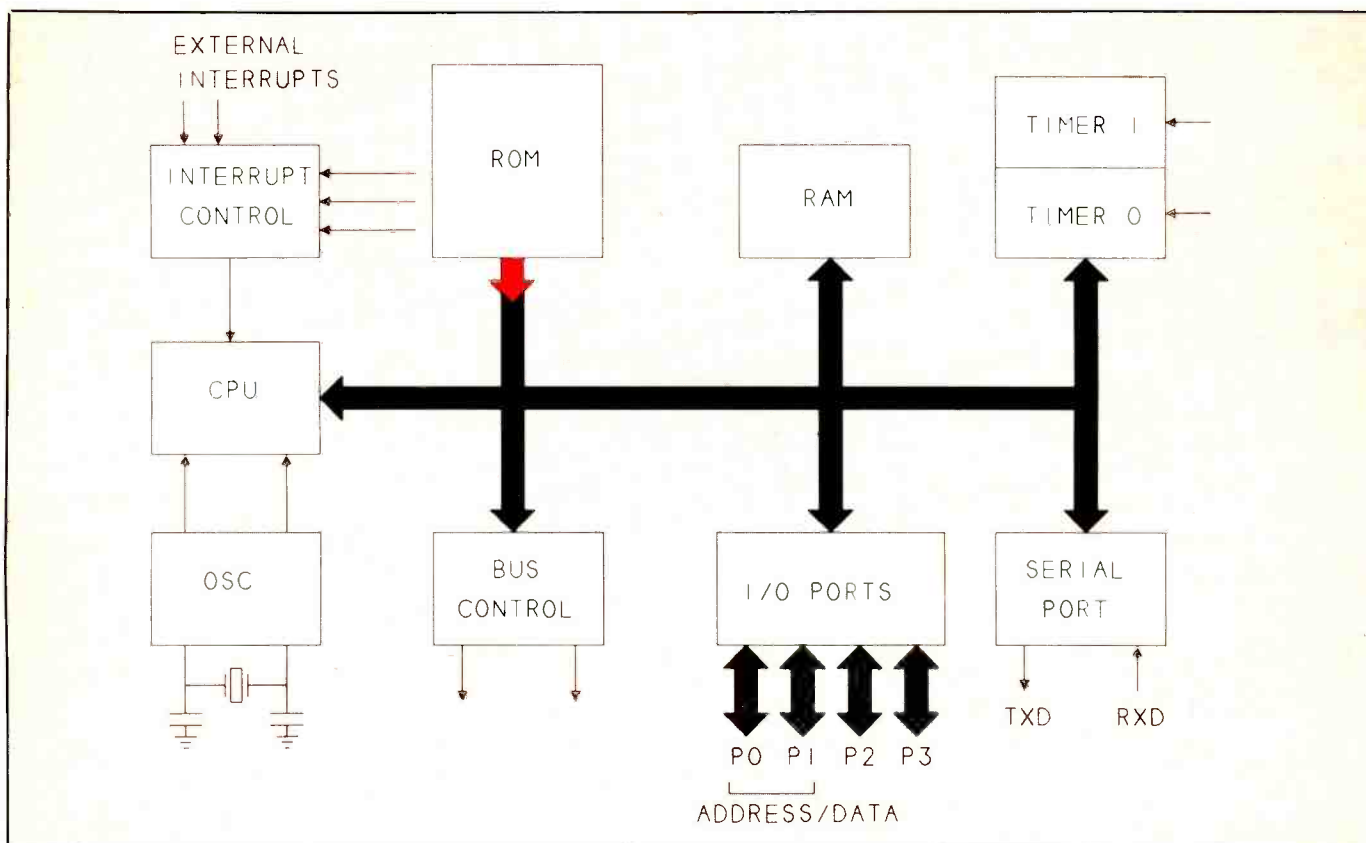 EXTERNAL
INTERRUPTS
INTERRUPT
CONTROL
ROM
RAM
TIMER 1
TIMER 0
CPU
OSC
BUS
CONTROL
I/O PORTS
SERIAL
PORT
TXD
RXD
P0 P1 P2 P3
ADDRESS/DATA